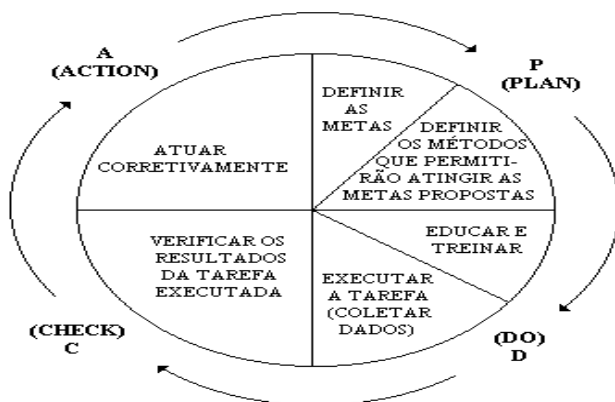 A
(ACTION)
P
(PLAN)
DEFINIR
AS
METAS
DEFINIR
OS MÉTODOS
QUE PERMITI-
RÃO ATINGIR AS
METAS PROPOSTAS
ATUAR
CORRETIVAMENTE
VERIFICAR OS
RESULTADOS
DA TAREFA
EXECUTADA
EDUCAR E
TREINAR
EXECUTAR
A TAREFA
(COLETAR
DADOS)
(CHECK)
C
(DO)
D